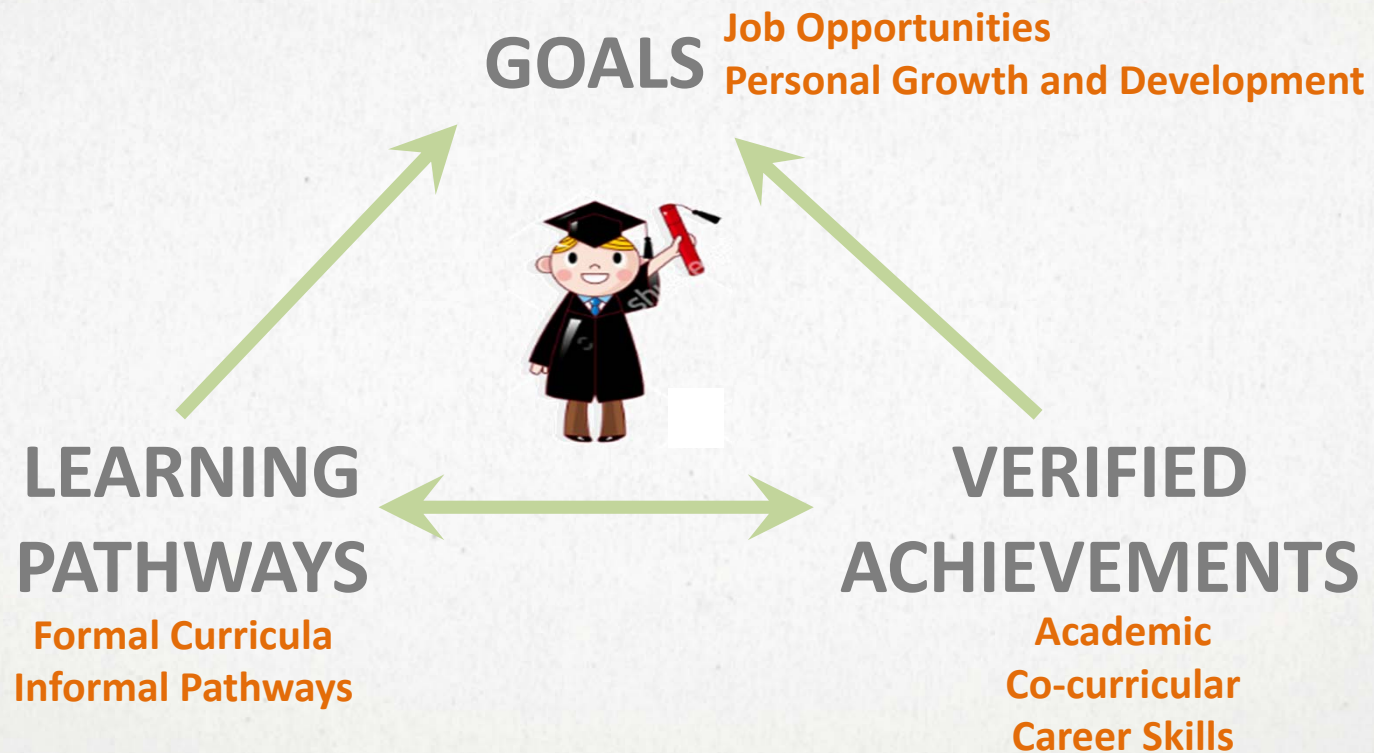 GOALS
Job Opportunities
Personal Growth and Development
LEARNING
PATHWAYS
Formal Curricula
Informal Pathways
VERIFIED
ACHIEVEMENTS
Academic
Co-curricular
Career Skills